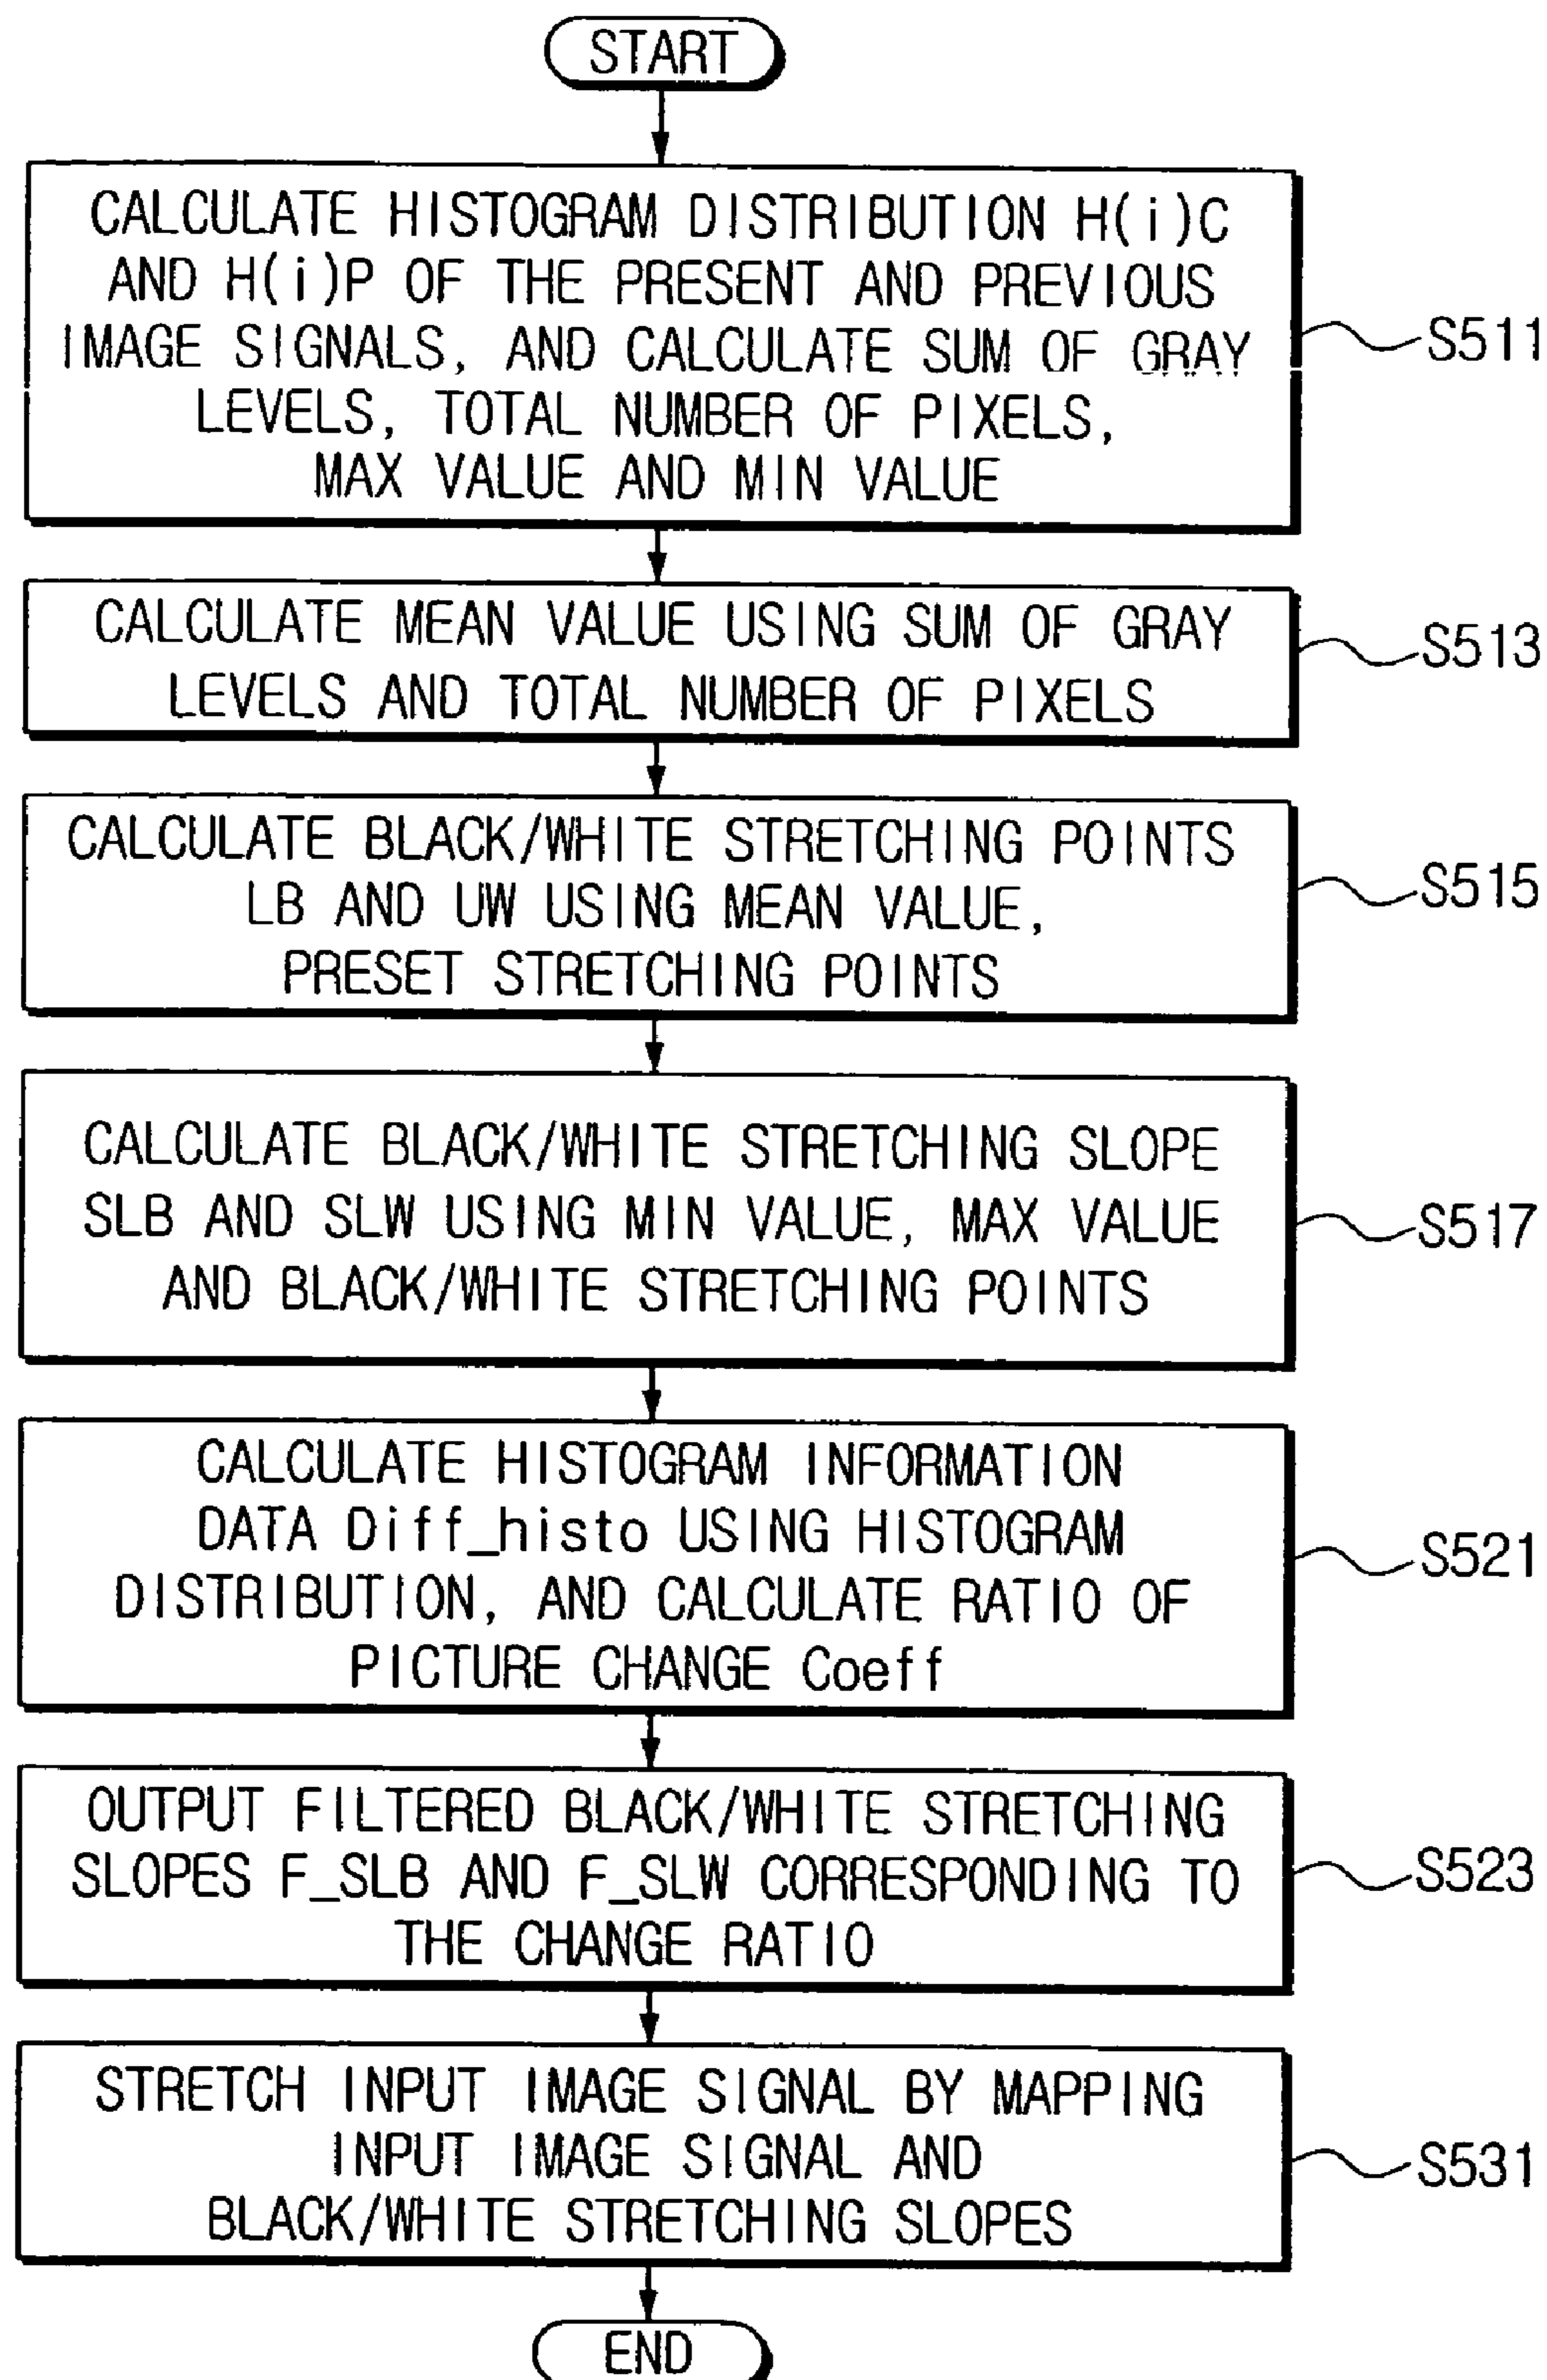 START
CALCULATE HISTOGRAM DISTRIBUTION H(i)C
AND H(i)P OF THE PRESENT AND PREVIOUS
IMAGE SIGNALS, AND CALCULATE SUM OF GRAY
LEVELS, TOTAL NUMBER OF PIXELS,
MAX VALUE AND MIN VALUE
S511
CALCULATE MEAN VALUE USING SUM OF GRAY
LEVELS AND TOTAL NUMBER OF PIXELS
S513
CALCULATE BLACK/WHITE STRETCHING POINTS
LB AND UW USING MEAN VALUE,
PRESET STRETCHING POINTS
S515
CALCULATE BLACK/WHITE STRETCHING SLOPE
SLB AND SLW USING MIN VALUE, MAX VALUE
AND BLACK/WHITE STRETCHING POINTS
S517
CALCULATE HISTOGRAM INFORMATION
DATA Diff_histo USING HISTOGRAM
DISTRIBUTION, AND CALCULATE RATIO OF
PICTURE CHANGE Coeff
S521
OUTPUT FILTERED BLACK/WHITE STRETCHING
SLOPES F_SLB AND F_SLW CORRESPONDING TO
THE CHANGE RATIO
S523
STRETCH INPUT IMAGE SIGNAL BY MAPPING
INPUT IMAGE SIGNAL AND
BLACK/WHITE STRETCHING SLOPES
S531
END